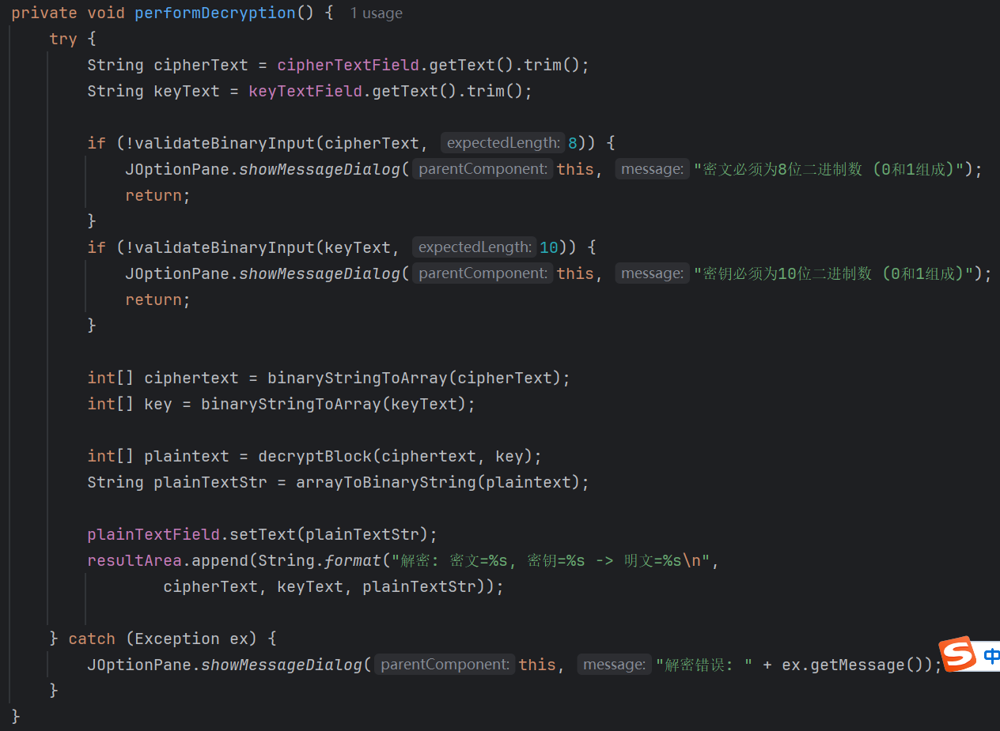 private void performDecryption() { 1 usage
try {
String cipherText = cipherTextField.getText().trim();
String keyText = keyTextField.getText().trim();
if (!validateBinaryInput(cipherText, expectedLength: 8)) {
JOptionPane.showMessageDialog( parentComponent: this, message: "密文必须为8位二进制数 (0和1组成)");
return;
}
if (!validateBinaryInput(keyText, expectedLength: 10)) {
JOptionPane.showMessageDialog( parentComponent: this, message: "密钥必须为10位二进制数 (0和1组成)");
return;
}
int[] ciphertext = binaryStringToArray(cipherText);
int[] key = binaryStringToArray(keyText);
int[] plaintext = decryptBlock(ciphertext, key);
String plainTextStr = arrayToBinaryString(plaintext);
plainTextField.setText(plainTextStr);
resultArea.append(String.format("解密: 密文=%s, 密钥=%s -> 明文=%s\n",
cipherText, keyText, plainTextStr));
} catch (Exception ex) {
JOptionPane.showMessageDialog( parentComponent: this, message: "解密错误: " + ex.getMessage());
S 中
}
}